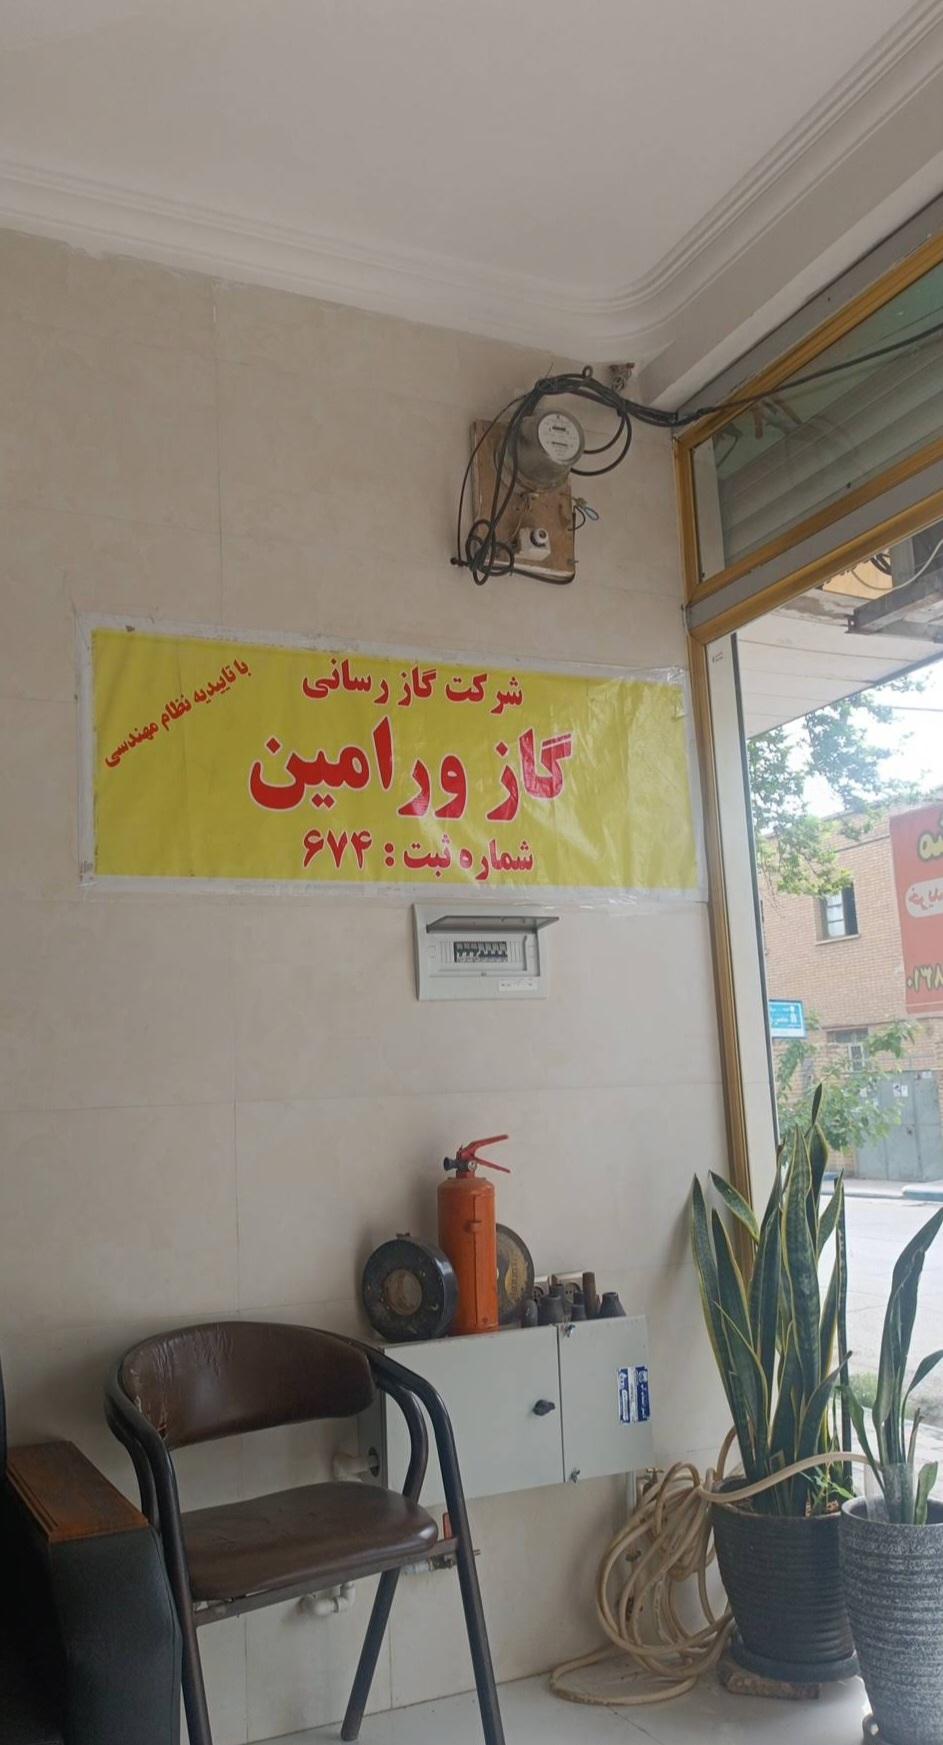 با تاییدیه نظام مهندسی
شرکت گاز رسانی
گاز ورامین
شماره ثبت : ۶۷۴